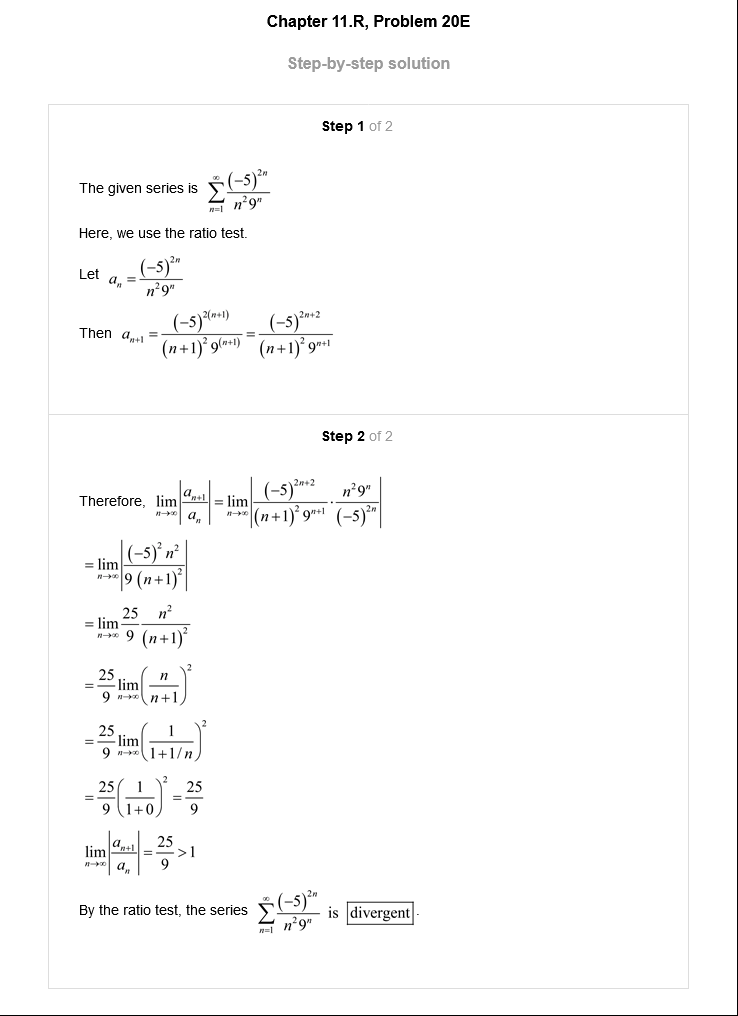 Chapter 11.R, Problem 20E
Step-by-step solution
Step 1 of 2
The given series is $\sum_{n=1}^{\infty} \frac{(-5)^{2n}}{n^2 9^n}$
Here, we use the ratio test.
Let $a_n = \frac{(-5)^{2n}}{n^2 9^n}$
Then $a_{n+1} = \frac{(-5)^{2(n+1)}}{(n+1)^2 9^{(n+1)}} = \frac{(-5)^{2n+2}}{(n+1)^2 9^{n+1}}$
Step 2 of 2
Therefore, $\lim_{n\to\infty} \left|\frac{a_{n+1}}{a_n}\right| = \lim_{n\to\infty} \left|\frac{(-5)^{2n+2}}{(n+1)^2 9^{n+1}} \cdot \frac{n^2 9^n}{(-5)^{2n}}\right|$
$= \lim_{n\to\infty} \left|\frac{(-5)^2 n^2}{9 (n+1)^2}\right|$
$= \lim_{n\to\infty} \frac{25}{9} \frac{n^2}{(n+1)^2}$
$= \frac{25}{9} \lim_{n\to\infty} \left(\frac{n}{n+1}\right)^2$
$= \frac{25}{9} \lim_{n\to\infty} \left(\frac{1}{1+1/n}\right)^2$
$= \frac{25}{9} \left(\frac{1}{1+0}\right)^2 = \frac{25}{9}$
$\lim_{n\to\infty} \left|\frac{a_{n+1}}{a_n}\right| = \frac{25}{9} > 1$
By the ratio test, the series $\sum_{n=1}^{\infty} \frac{(-5)^{2n}}{n^2 9^n}$ is $\boxed{\text{divergent}}$.